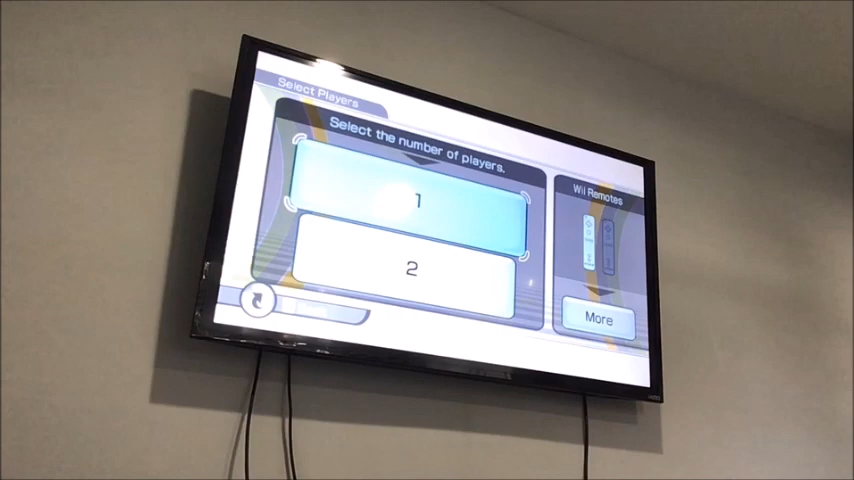 Select Players
Select the number of players.
1
2
Wii Remotes
More